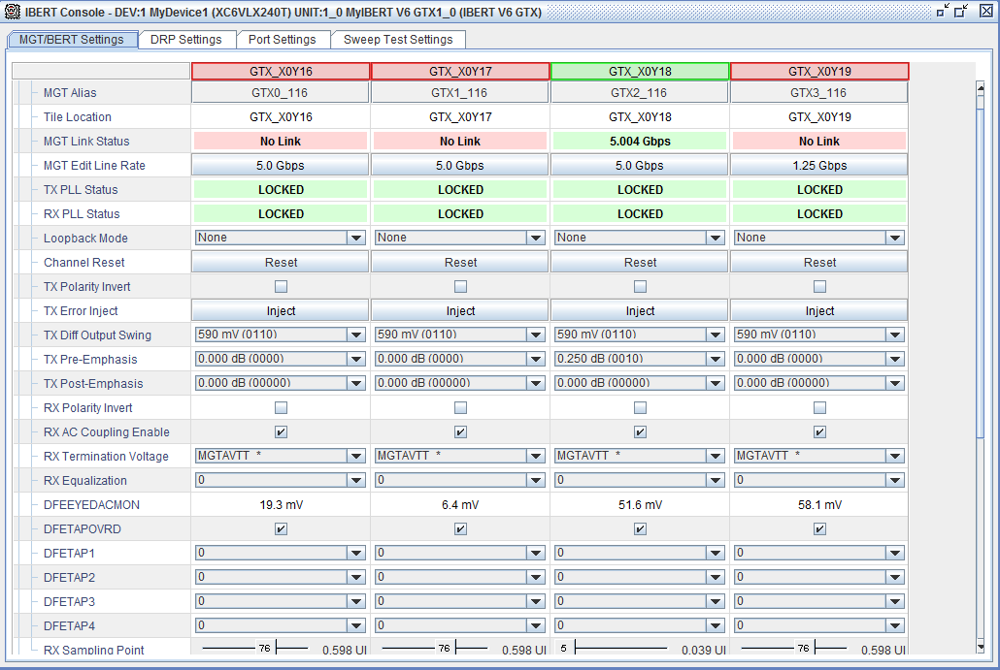 IBERT Console - DEV:1 MyDevice1 (XC6VLX240T) UNIT:1_0 MyIBERT V6 GTX1_0 (IBERT V6 GTX)
MGT/BERT Settings DRP Settings Port Settings Sweep Test Settings
GTX_X0Y16 GTX_X0Y17 GTX_X0Y18 GTX_X0Y19
MGT Alias GTX0_116 GTX1_116 GTX2_116 GTX3_116
Tile Location GTX_X0Y16 GTX_X0Y17 GTX_X0Y18 GTX_X0Y19
MGT Link Status No Link No Link 5.004 Gbps No Link
MGT Edit Line Rate 5.0 Gbps 5.0 Gbps 5.0 Gbps 1.25 Gbps
TX PLL Status LOCKED LOCKED LOCKED LOCKED
RX PLL Status LOCKED LOCKED LOCKED LOCKED
Loopback Mode None None None None
Channel Reset Reset Reset Reset Reset
TX Polarity Invert
TX Error Inject Inject Inject Inject Inject
TX Diff Output Swing 590 mV (0110) 590 mV (0110) 590 mV (0110) 590 mV (0110)
TX Pre-Emphasis 0.000 dB (0000) 0.000 dB (0000) 0.250 dB (0010) 0.000 dB (0000)
TX Post-Emphasis 0.000 dB (00000) 0.000 dB (00000) 0.000 dB (00000) 0.000 dB (00000)
RX Polarity Invert
RX AC Coupling Enable
RX Termination Voltage MGTAVTT * MGTAVTT * MGTAVTT * MGTAVTT *
RX Equalization 0 0 0 0
DFEEYEDACMON 19.3 mV 6.4 mV 51.6 mV 58.1 mV
DFETAPOVRD
DFETAP1 0 0 0 0
DFETAP2 0 0 0 0
DFETAP3 0 0 0 0
DFETAP4 0 0 0 0
RX Sampling Point 76 0.598 UI 76 0.598 UI 5 0.039 UI 76 0.598 UI